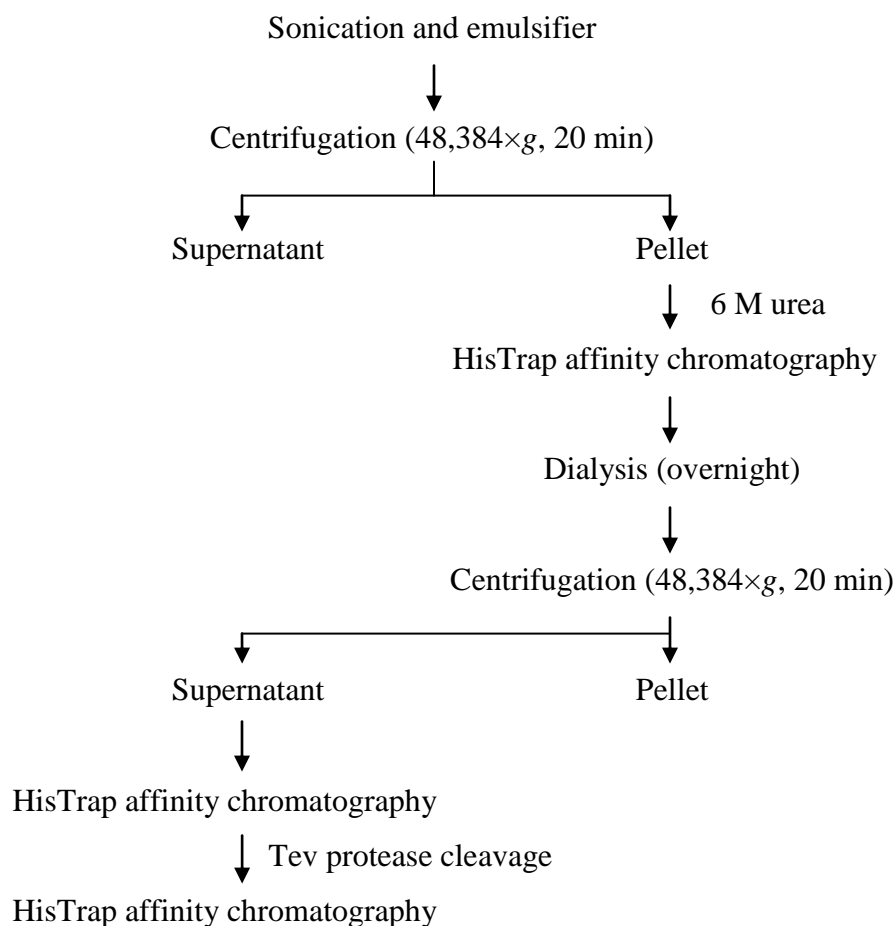 Sonication and emulsifier
Centrifugation (48,384×g, 20 min)
Supernatant
Pellet
6 M urea
HisTrap affinity chromatography
Dialysis (overnight)
Centrifugation (48,384×g, 20 min)
Supernatant
Pellet
HisTrap affinity chromatography
Tev protease cleavage
HisTrap affinity chromatography